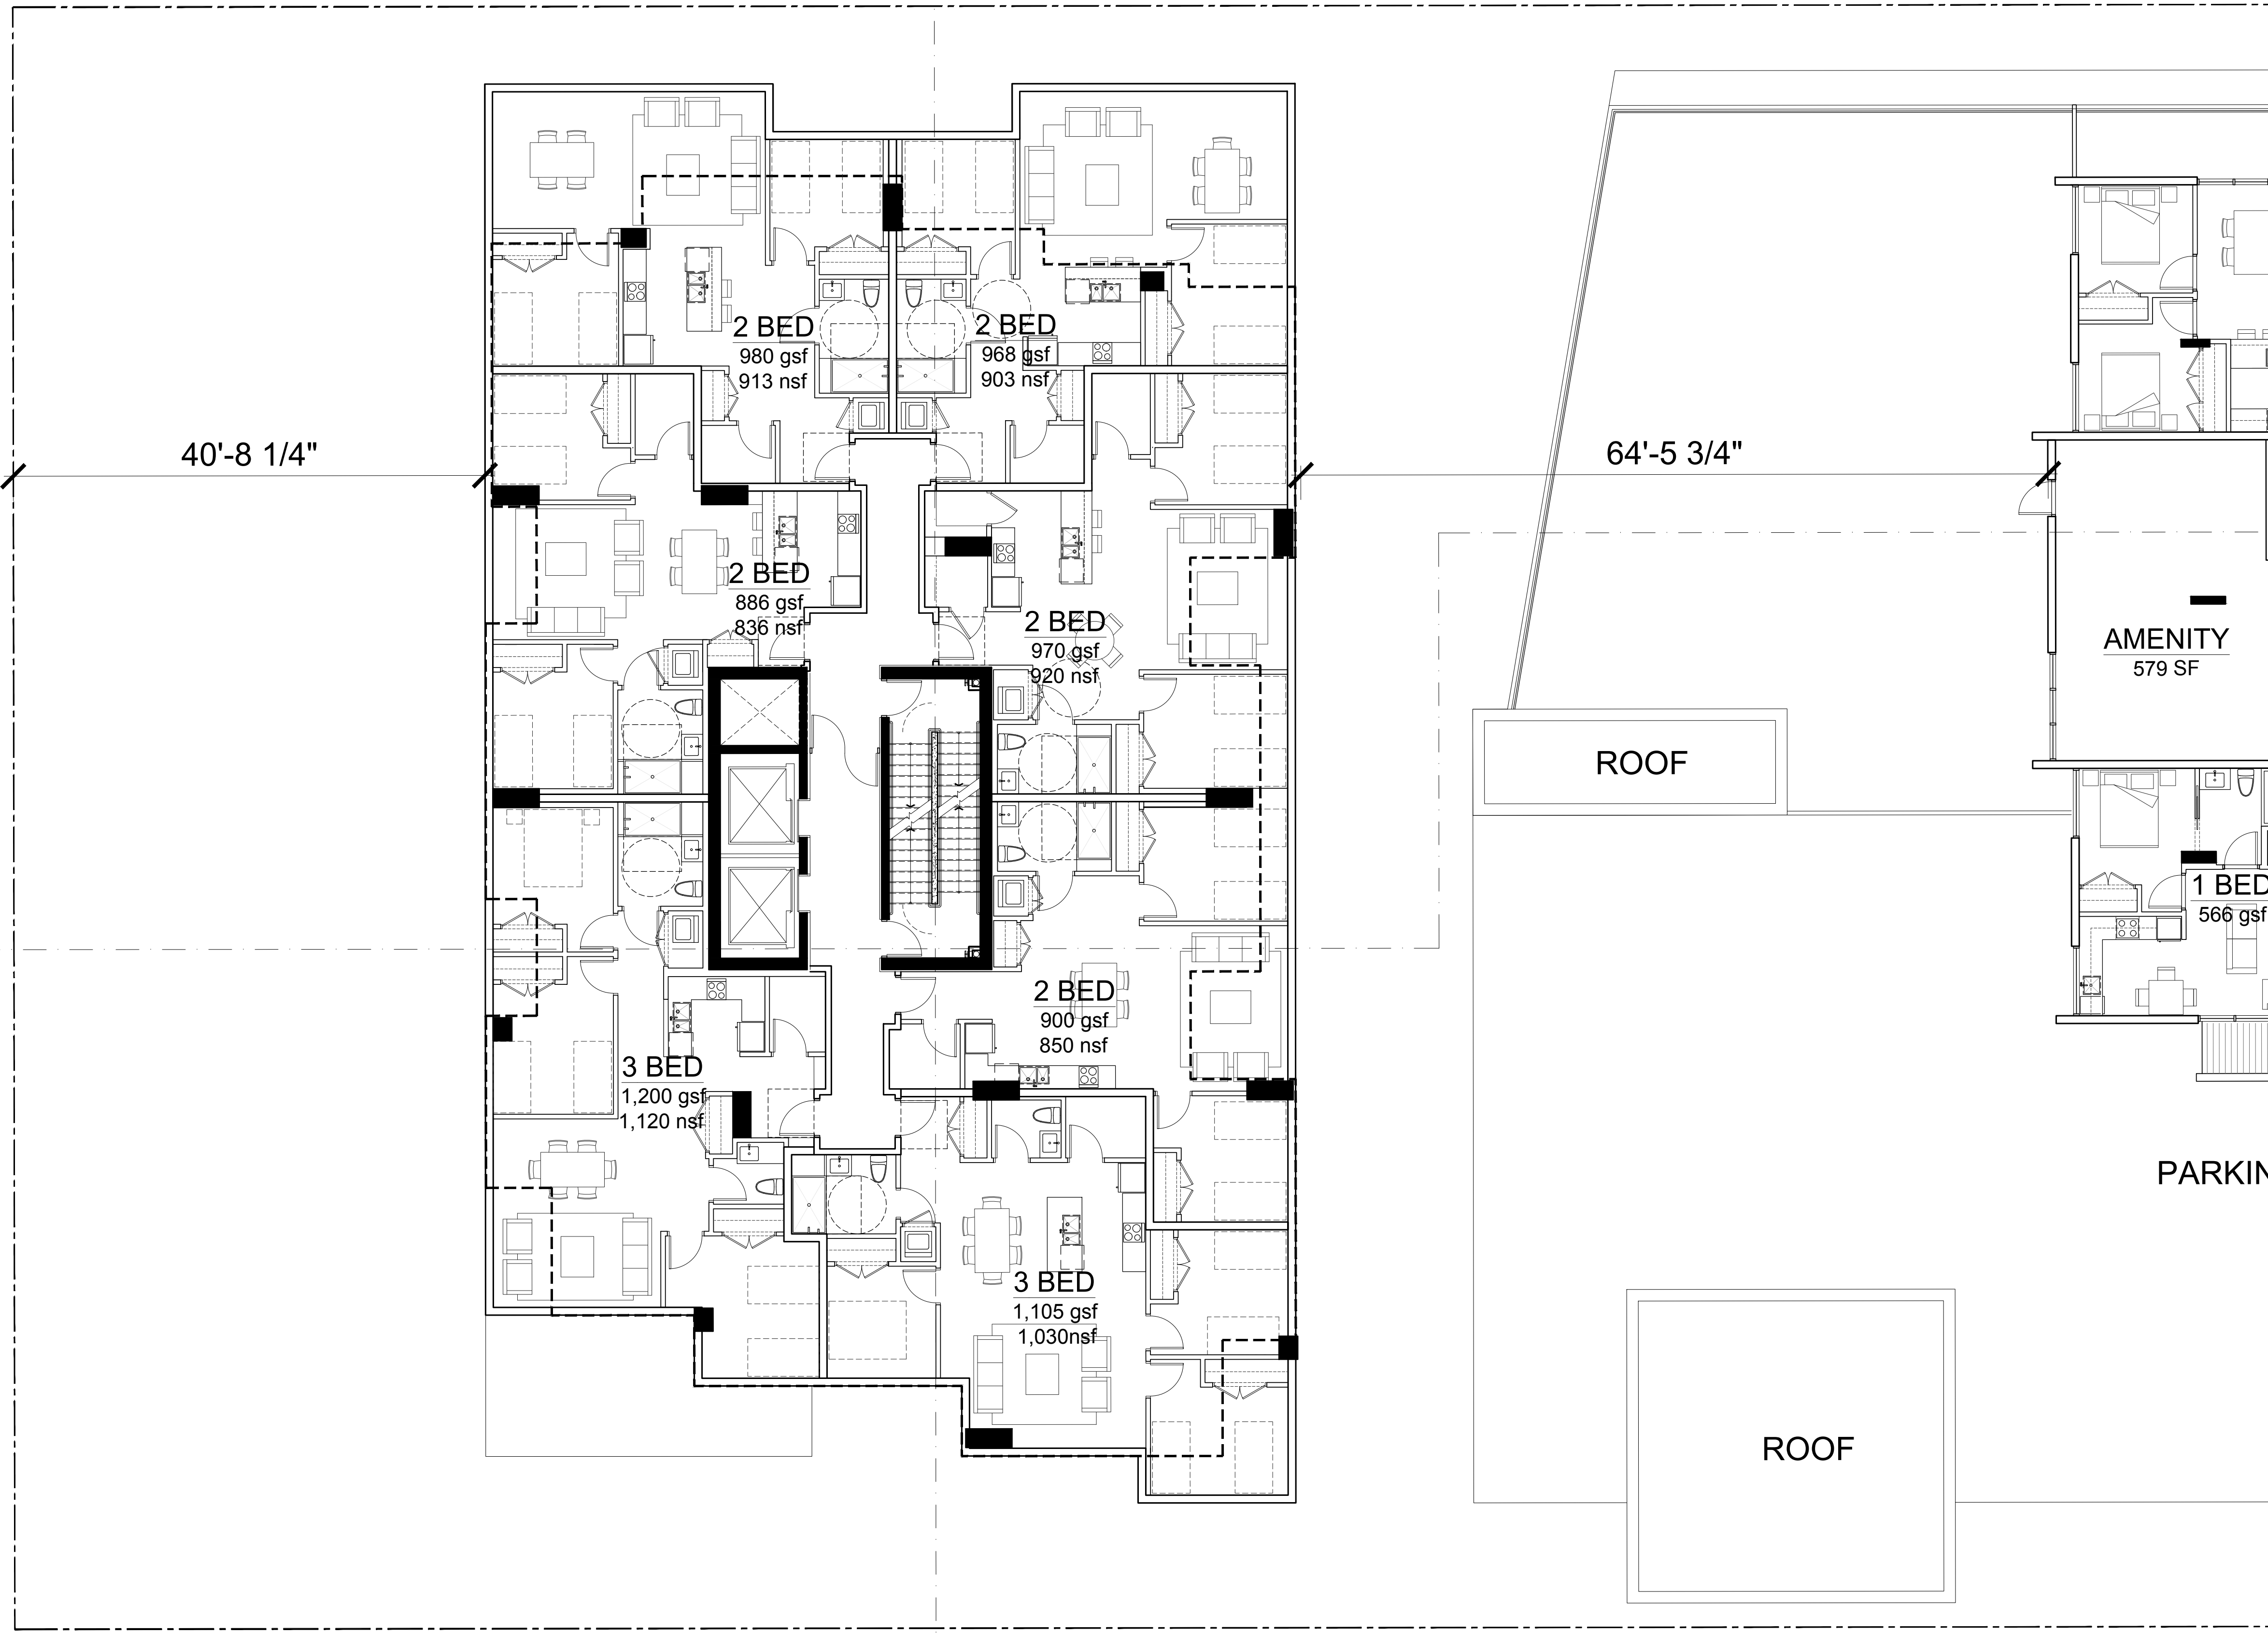 40'-8 1/4"
64'-5 3/4"
2 BED
980 gsf
913 nsf
2 BED
968 gsf
903 nsf
2 BED
886 gsf
836 nsf
2 BED
970 gsf
920 nsf
AMENITY
579 SF
ROOF
1 BED
566 gsf
2 BED
900 gsf
850 nsf
3 BED
1,200 gsf
1,120 nsf
PARKIN
3 BED
1,105 gsf
1,030nsf
ROOF